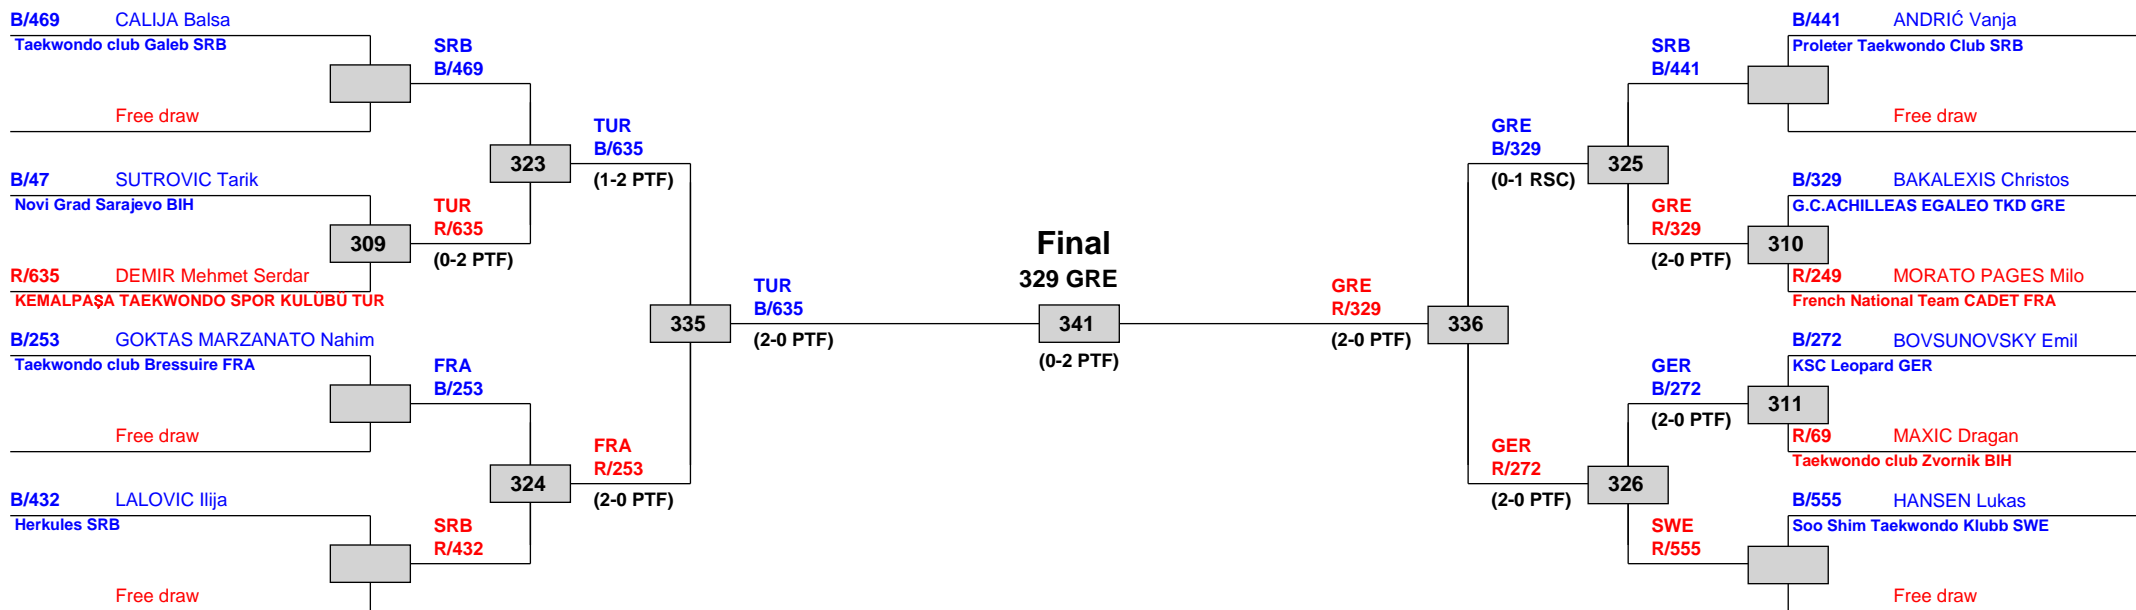 B/469 CALIJA Balsa
Taekwondo club Galeb SRB
Free draw
B/47 SUTROVIC Tarik
Novi Grad Sarajevo BIH
R/635 DEMIR Mehmet Serdar
KEMALPAŞA TAEKWONDO SPOR KULÜBÜ TUR
B/253 GOKTAS MARZANATO Nahim
Taekwondo club Bressuire FRA
Free draw
B/432 LALOVIC Ilija
Herkules SRB
Free draw
309
SRB
B/469
TUR
R/635
(0-2 PTF)
FRA
B/253
SRB
R/432
323
324
TUR
B/635
(1-2 PTF)
FRA
R/253
(2-0 PTF)
335
TUR
B/635
(2-0 PTF)
Final
329 GRE
341
(0-2 PTF)
GRE
R/329
(2-0 PTF)
336
GRE
B/329
(0-1 RSC)
GER
R/272
(2-0 PTF)
325
326
SRB
B/441
GRE
R/329
(2-0 PTF)
GER
B/272
(2-0 PTF)
SWE
R/555
310
311
B/441 ANDRIĆ Vanja
Proleter Taekwondo Club SRB
Free draw
B/329 BAKALEXIS Christos
G.C.ACHILLEAS EGALEO TKD GRE
R/249 MORATO PAGES Milo
French National Team CADET FRA
B/272 BOVSUNOVSKY Emil
KSC Leopard GER
R/69 MAXIC Dragan
Taekwondo club Zvornik BIH
B/555 HANSEN Lukas
Soo Shim Taekwondo Klubb SWE
Free draw